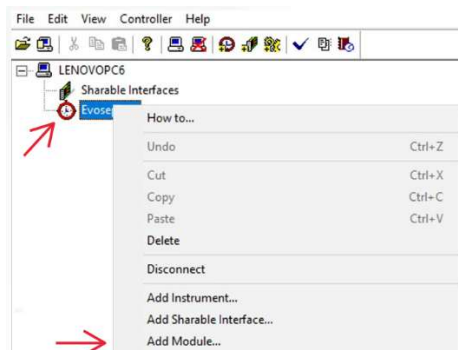 File Edit View Controller Help
LENOVOPC6
Sharable Interfaces
How to...
Undo Ctrl+Z
Cut Ctrl+X
Copy Ctrl+C
Paste Ctrl+V
Delete
Disconnect
Add Instrument...
Add Sharable Interface...
Add Module...